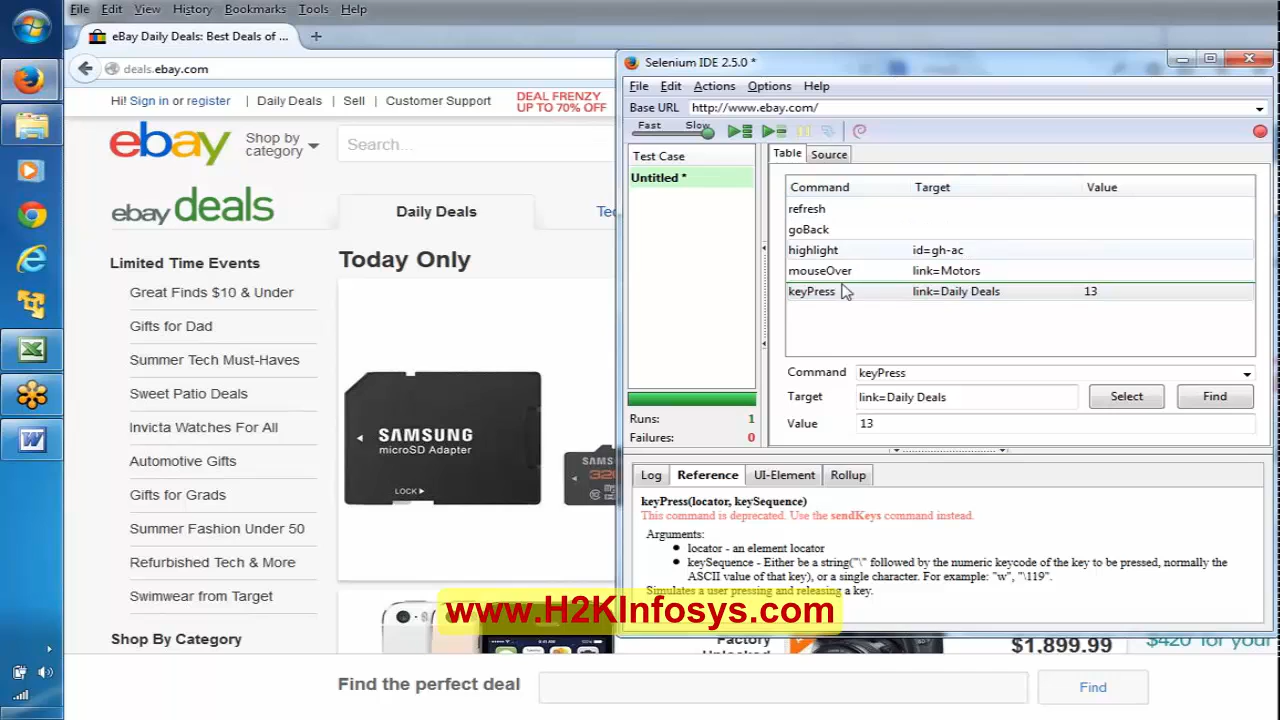 File Edit View History Bookmarks Tools Help
eBay Daily Deals: Best Deals of ...
deals.ebay.com
Hi! Sign in or register
Daily Deals
Sell
Customer Support
DEAL FRENZY
UP TO 70% OFF
ebay
Shop by
category
Search...
ebay deals
Daily Deals
Tec
Limited Time Events
Great Finds $10 & Under
Gifts for Dad
Summer Tech Must-Haves
Sweet Patio Deals
Invicta Watches For All
Automotive Gifts
Gifts for Grads
Summer Fashion Under 50
Refurbished Tech & More
Swimwear from Target
Shop By Category
Today Only
SAMSUNG
microSD Adapter
LOCK
SAMSUNG
Selenium IDE 2.5.0 *
File Edit Actions Options Help
Base URL http://www.ebay.com/
Fast Slow
Test Case
Untitled *
Runs: 1
Failures: 0
Table Source
Command Target Value
refresh
goBack
highlight id=gh-ac
mouseOver link=Motors
keyPress link=Daily Deals 13
Command keyPress
Target link=Daily Deals Select Find
Value 13
Log Reference UI-Element Rollup
keyPress(locator, keySequence)
This command is deprecated. Use the sendKeys command instead.
Arguments:
locator - an element locator
keySequence - Either be a string("\" followed by the numeric keycode of the key to be pressed, normally the
ASCII value of that key), or a single character. For example: "w", "\119".
Simulates a user pressing and releasing a key.
www.H2KInfosys.com
Factory
Unlocked
$1,899.99
$420 for your
Find the perfect deal
Find